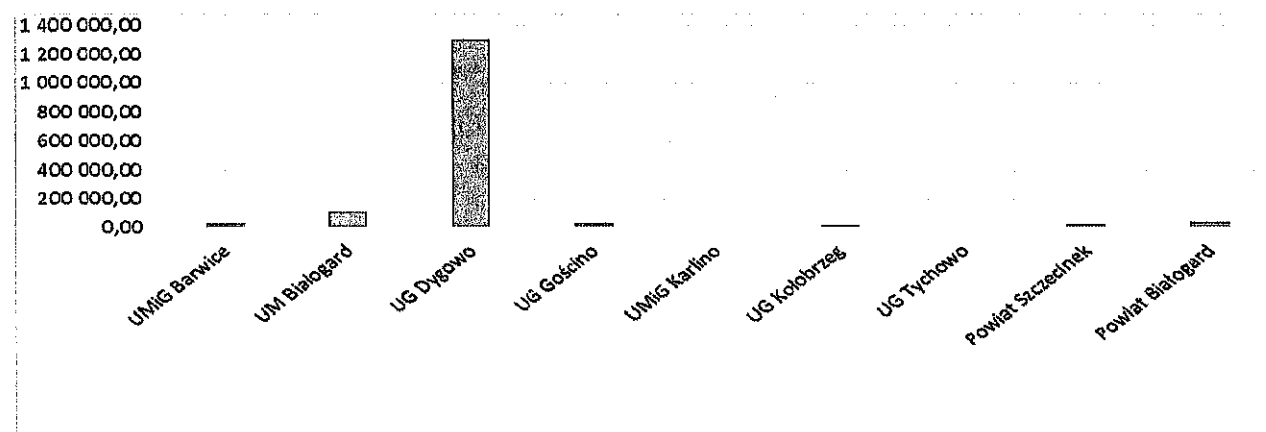 1 400 000,00
1 200 000,00
1 000 000,00
800 000,00
600 000,00
400 000,00
200 000,00
0,00
UMiG Barwice
UM Białogard
UG Dygowo
UG Gościno
UMiG Karlino
UG Kołobrzeg
UG Tychowo
Powiat Szczecinek
Powiat Białogard